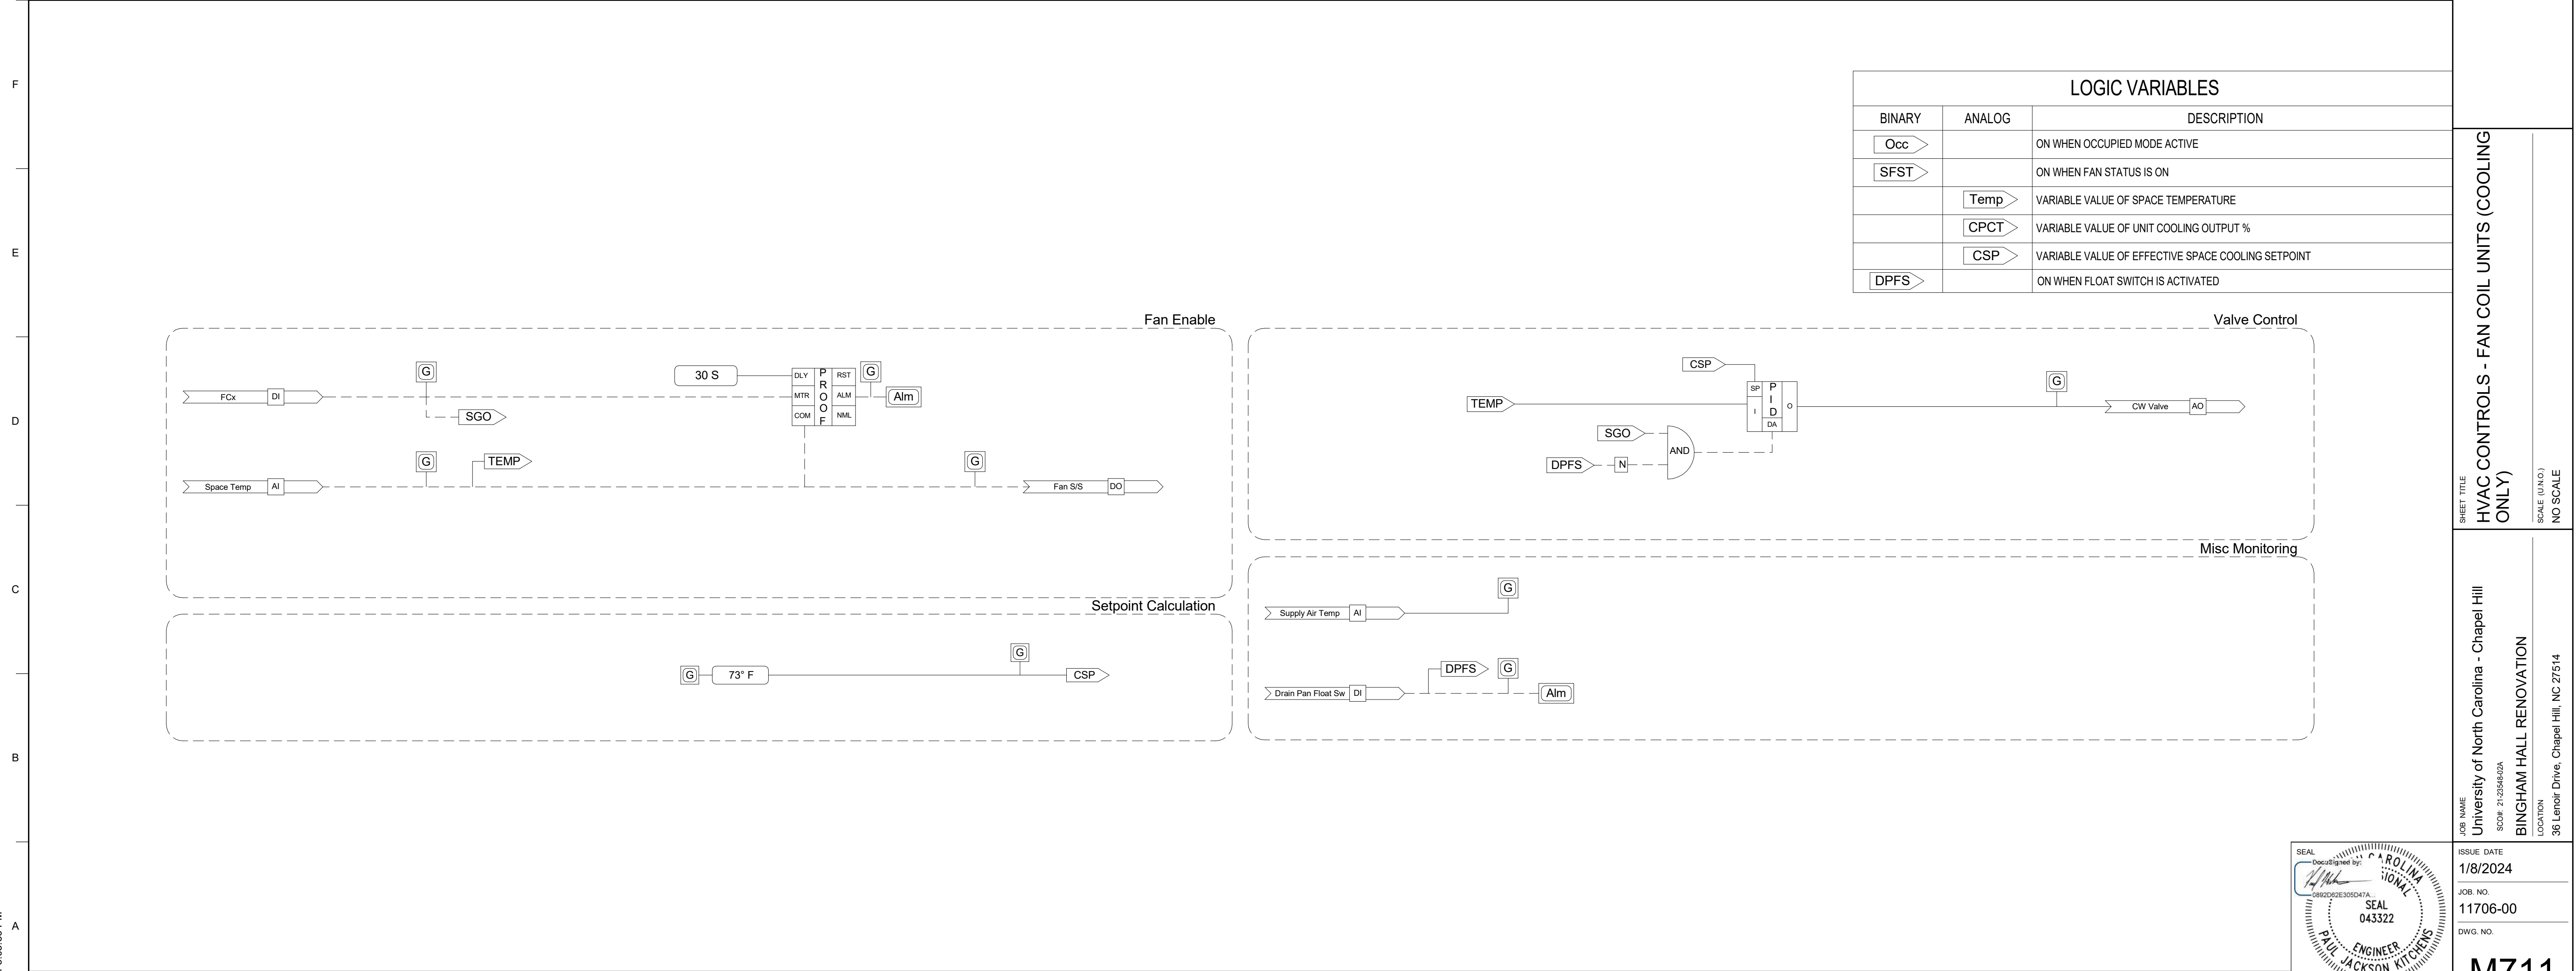 F
E
D
C
B
A
LOGIC VARIABLES
BINARY ANALOG DESCRIPTION
Occ ON WHEN OCCUPIED MODE ACTIVE
SFST ON WHEN FAN STATUS IS ON
Temp VARIABLE VALUE OF SPACE TEMPERATURE
CPCT VARIABLE VALUE OF UNIT COOLING OUTPUT %
CSP VARIABLE VALUE OF EFFECTIVE SPACE COOLING SETPOINT
DPFS ON WHEN FLOAT SWITCH IS ACTIVATED
Fan Enable
FCx DI
G
SGO
30 S
DLY RST
MTR ALM
COM NML
PROOF
G
Alm
Space Temp AI
G
TEMP
G
Fan S/S DO
Setpoint Calculation
G 73° F
G
CSP
Valve Control
CSP
TEMP
SP
I
PID
DA
O
SGO
DPFS N
AND
G
CW Valve AO
Misc Monitoring
Supply Air Temp AI
G
Drain Pan Float Sw DI
DPFS
G
Alm
SHEET TITLE
HVAC CONTROLS - FAN COIL UNITS (COOLING
ONLY)
SCALE (U.N.O.)
NO SCALE
JOB NAME
University of North Carolina - Chapel Hill
SCO#: 21-23548-02A
BINGHAM HALL RENOVATION
LOCATION
36 Lenoir Drive, Chapel Hill, NC 27514
SEAL
DocuSigned by:
0892D62E305D47A...
CAROLINA
SEAL
043322
ENGINEER
PAUL JACKSON KITCHENS
ISSUE DATE
1/8/2024
JOB. NO.
11706-00
DWG. NO.
M711